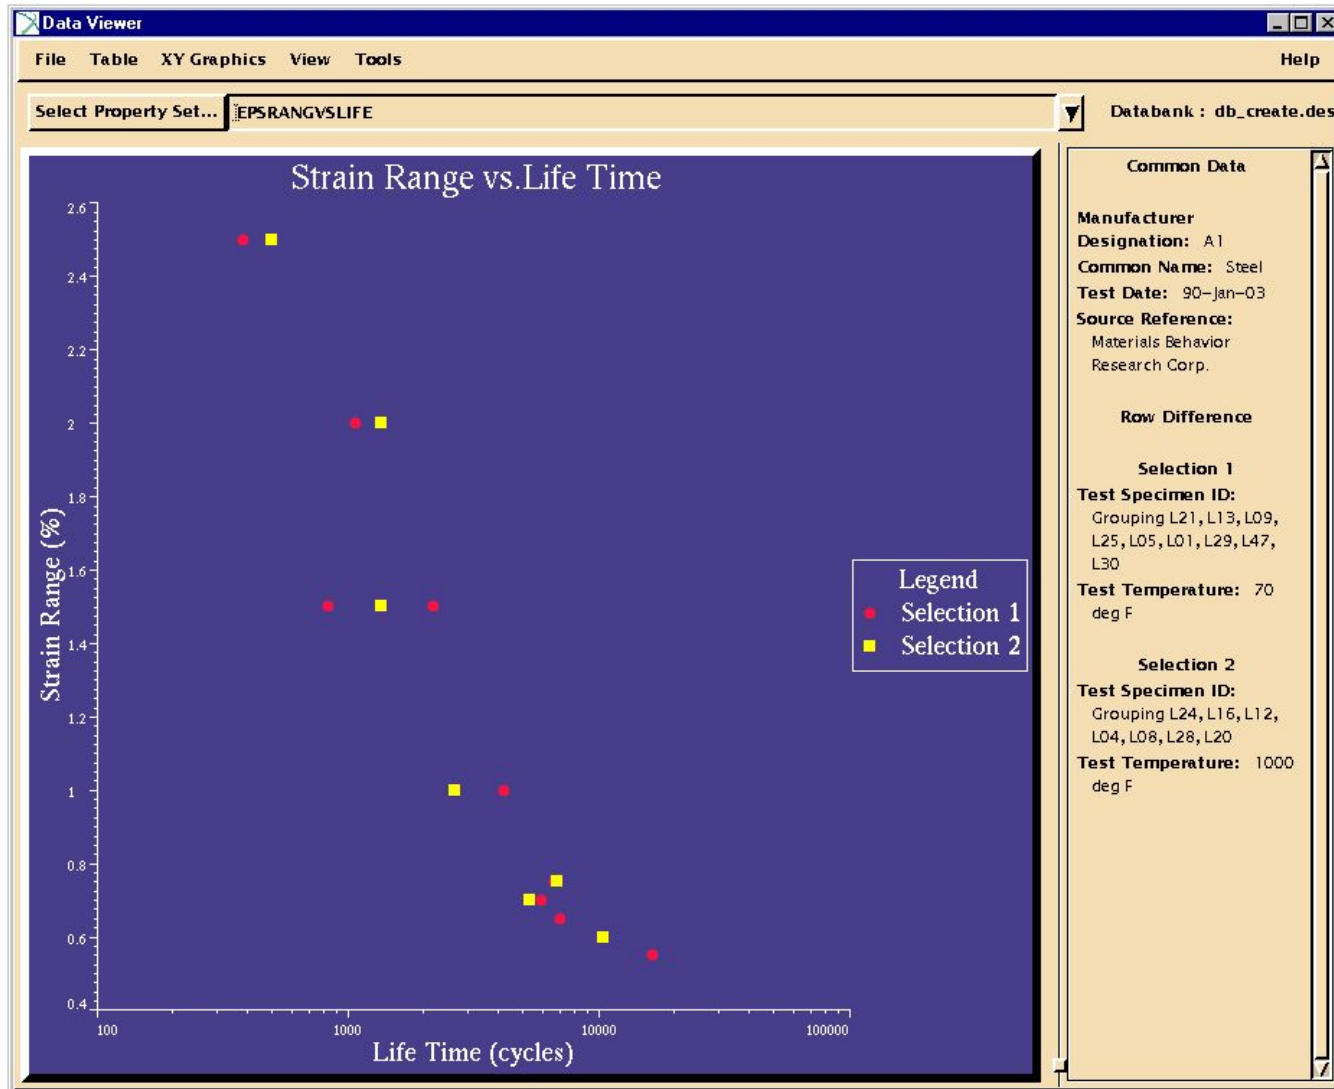 Data Viewer
File Table XY Graphics View Tools Help
Select Property Set... EPSRANGVSLIFE Databank : db_create.des
Strain Range vs.Life Time
2.6
2.4
2.2
2
1.8
1.6
1.4
1.2
1
0.8
0.6
0.4
Strain Range (%)
100 1000 10000 100000
Life Time (cycles)
Legend
Selection 1
Selection 2
Common Data
Manufacturer
Designation: A1
Common Name: Steel
Test Date: 90-Jan-03
Source Reference:
Materials Behavior
Research Corp.
Row Difference
Selection 1
Test Specimen ID:
Grouping L21, L13, L09,
L25, L05, L01, L29, L47,
L30
Test Temperature: 70
deg F
Selection 2
Test Specimen ID:
Grouping L24, L16, L12,
L04, L08, L28, L20
Test Temperature: 1000
deg F